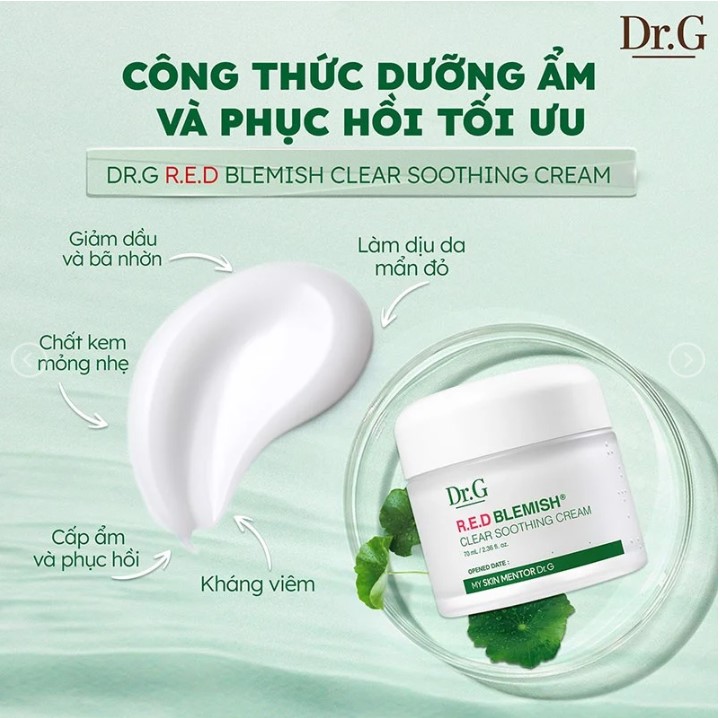 Dr.G
CÔNG THỨC DƯỠNG ẨM
VÀ PHỤC HỒI TỐI ƯU
DR.G R.E.D BLEMISH CLEAR SOOTHING CREAM
Giảm dầu
và bã nhờn
Làm dịu da
mẩn đỏ
Chất kem
mỏng nhẹ
Cấp ẩm
và phục hồi
Kháng viêm
Dr.G
R.E.D BLEMISH®
CLEAR SOOTHING CREAM
70 mL / 2.36 fl. oz.
OPENED DATE :
MY SKIN MENTOR Dr.G